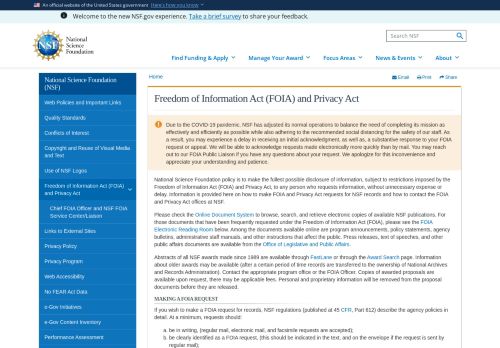 An official website of the United States government Here's how you know
Welcome to the new NSF.gov experience. Take a brief survey to share your feedback.
NSF
National
Science
Foundation
Search NSF
Find Funding & Apply
Manage Your Award
Focus Areas
News & Events
About
National Science Foundation
(NSF)
Web Policies and Important Links
Quality Standards
Conflicts of Interest
Copyright and Reuse of Visual Media
and Text
Use of NSF Logos
Freedom of Information Act (FOIA)
and Privacy Act
Chief FOIA Officer and NSF FOIA
Service Center/Liaison
Links to External Sites
Privacy Policy
Privacy Program
Web Accessibility
No FEAR Act Data
e-Gov Initiatives
e-Gov Content Inventory
Performance Assessment
Home
Email
Print
Share
Freedom of Information Act (FOIA) and Privacy Act
Due to the COVID-19 pandemic, NSF has adjusted its normal operations to balance the need of completing its mission as
effectively and efficiently as possible while also adhering to the recommended social distancing for the safety of our staff. As
a result, you may experience a delay in receiving an initial acknowledgment, as well as, a substantive response to your FOIA
request or appeal. We will be able to acknowledge requests made electronically more quickly than by mail. You may reach
out to our FOIA Public Liaison if you have any questions about your request. We apologize for this inconvenience and
appreciate your understanding and patience.
National Science Foundation policy is to make the fullest possible disclosure of information, subject to restrictions imposed by the
Freedom of Information Act (FOIA) and Privacy Act, to any person who requests information, without unnecessary expense or
delay. Information is provided here on how to make FOIA and Privacy Act requests for NSF records and how to contact the FOIA
and Privacy Act offices at NSF.
Please check the Online Document System to browse, search, and retrieve electronic copies of available NSF publications. For
those documents that have been frequently requested under the Freedom of Information Act (FOIA), please see the FOIA
Electronic Reading Room. Among the documents available online are program announcements, policy statements, agency
bulletins, administrative staff manuals, and other instructions that affect the public. Press releases, text of speeches, and other
public affairs documents are available from the Office of Legislative and Public Affairs.
Abstracts of all NSF awards made since 1989 are available through FastLane or through the Award Search page. Information
about older awards may be available (after a certain period of time records are transferred to the ownership of National Archives
and Records Administration). Contact the appropriate program office or the FOIA Officer. Copies of awarded proposals are
available upon request, there may be applicable fees. Personal and proprietary information will be removed from the proposal
documents before they are released.
MAKING A FOIA REQUEST
If you wish to make a FOIA request for records, NSF regulations (published at 45 CFR, Part 612) describe the agency policies in
detail. At a minimum, requests should:
a. be in writing, (regular mail, electronic mail, and facsimile requests are accepted);
b. be clearly identified as a FOIA request, (this should be indicated in the text, and on the envelope if the request is sent by
regular mail);